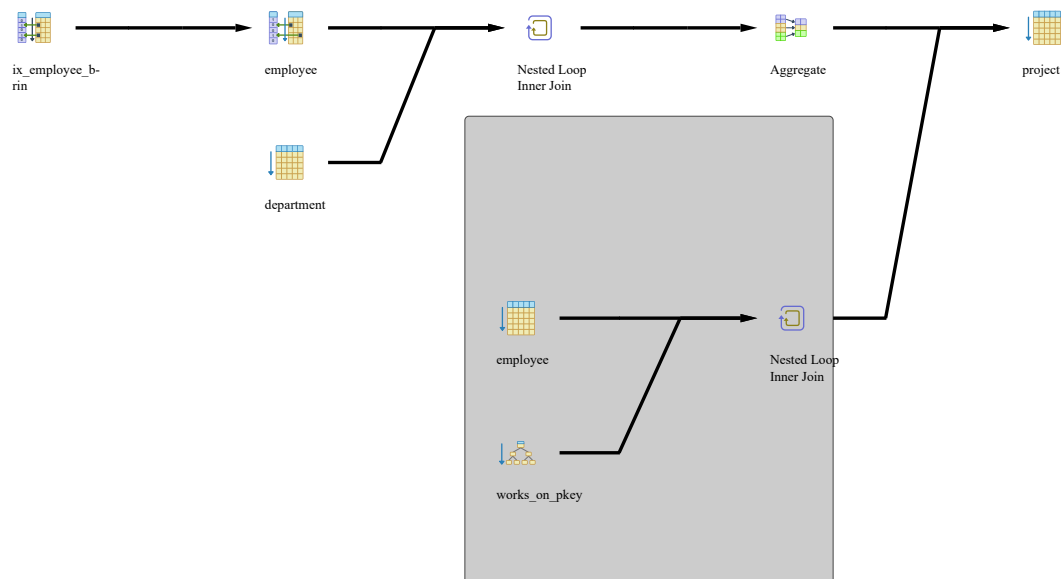 ix_employee_b-
rin
employee
Nested Loop
Inner Join
Aggregate
project
department
employee
Nested Loop
Inner Join
works_on_pkey